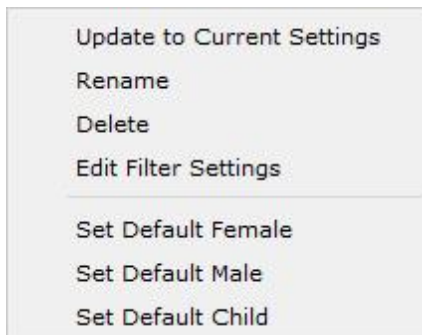 Update to Current Settings
Rename
Delete
Edit Filter Settings
Set Default Female
Set Default Male
Set Default Child